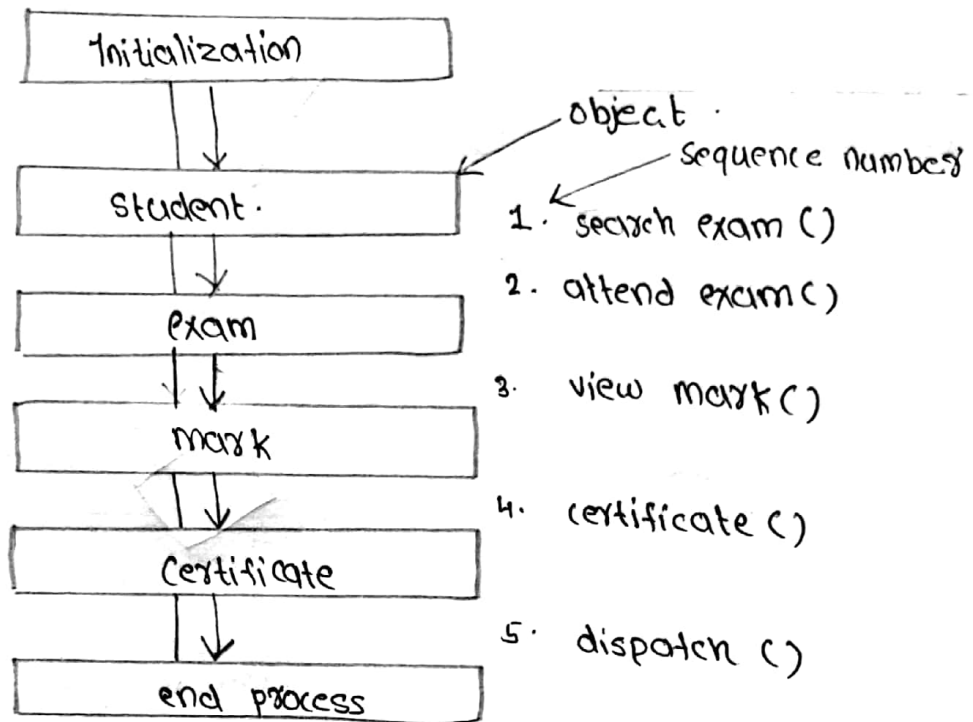 Initialization
object.
sequence number
student.
1. search exam ()
2. attend exam()
exam
3. view mark()
mark
4. certificate ()
certificate
5. dispatch ()
end process